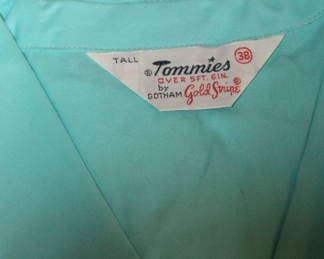 TALL
® Tommies 38
OVER 5FT. 6IN.
by
GOTHAM Gold Stripe ®